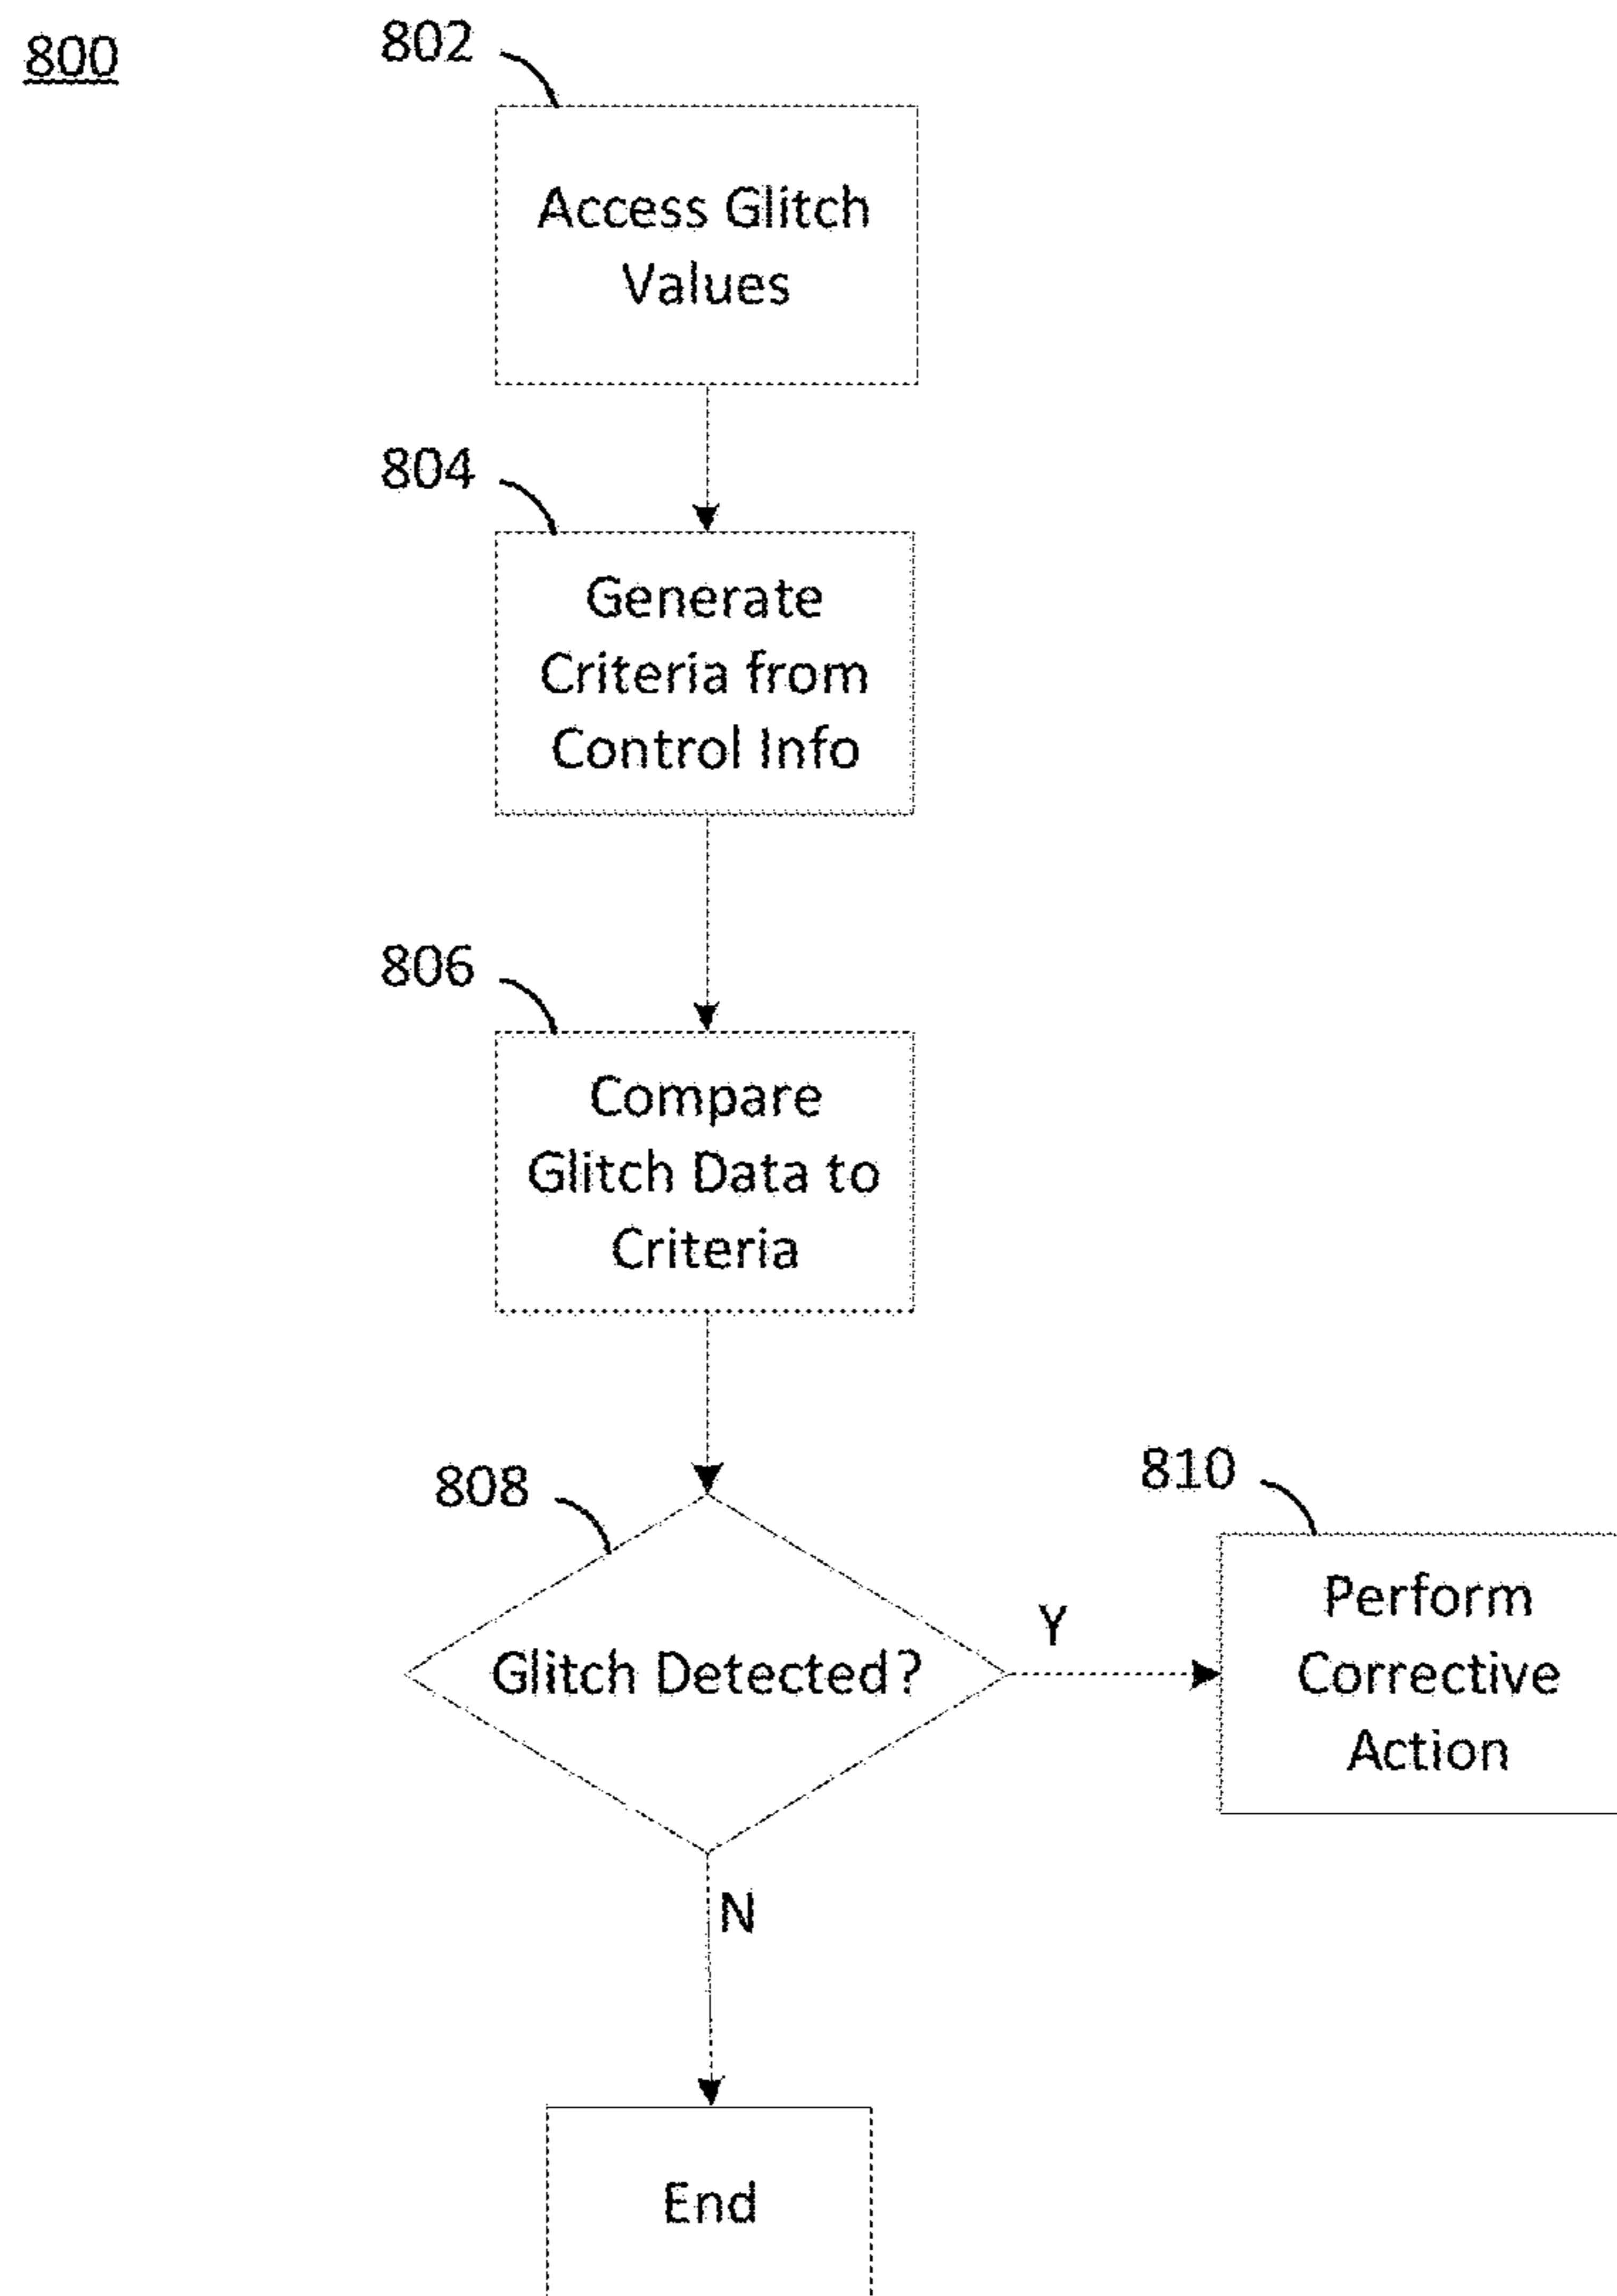 800
802
Access Glitch
Values
804
Generate
Criteria from
Control Info
806
Compare
Glitch Data to
Criteria
808
Glitch Detected?
Y
810
Perform
Corrective
Action
N
End